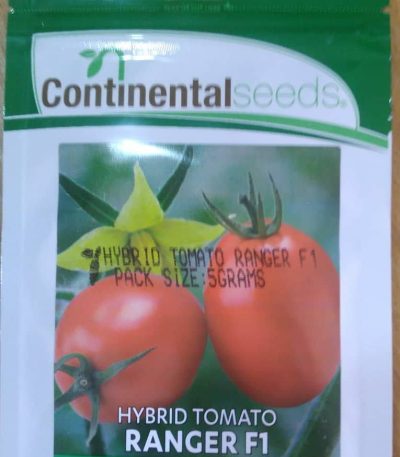 Continentalseeds®
HYBRID TOMATO RANGER F1
PACK SIZE:5GRAMS
HYBRID TOMATO
RANGER F1